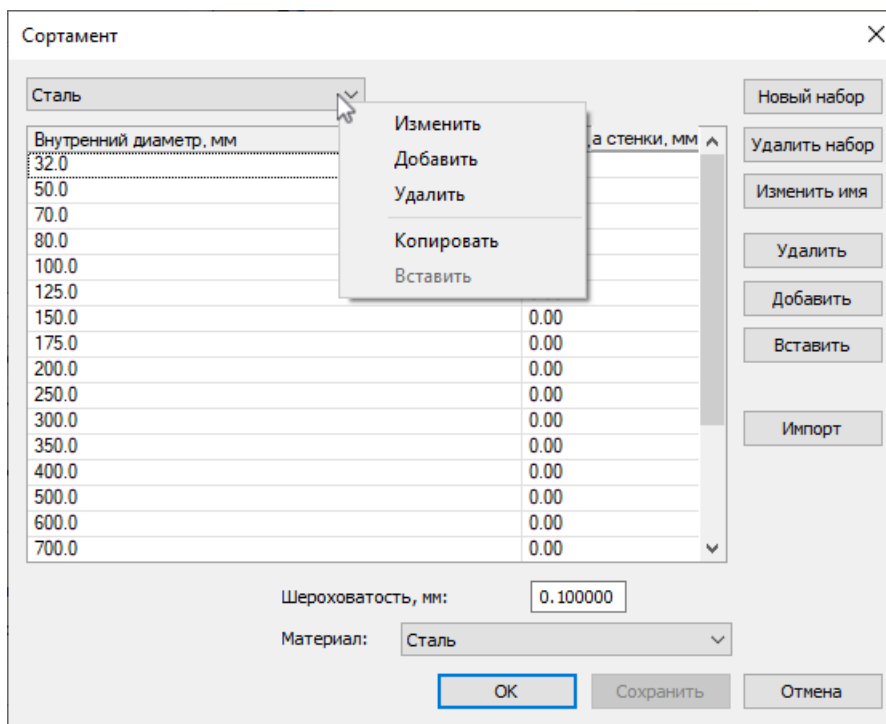 Сортамент
Сталь
Новый набор
Изменить
Добавить
Удалить
Копировать
Вставить
Внутренний диаметр, мм
а стенки, мм
Удалить набор
32.0
50.0
Изменить имя
70.0
80.0
Удалить
100.0
125.0
Добавить
150.0 0.00
175.0 0.00
Вставить
200.0 0.00
250.0 0.00
300.0 0.00
Импорт
350.0 0.00
400.0 0.00
500.0 0.00
600.0 0.00
700.0 0.00
Шероховатость, мм: 0.100000
Материал: Сталь
OK Сохранить Отмена